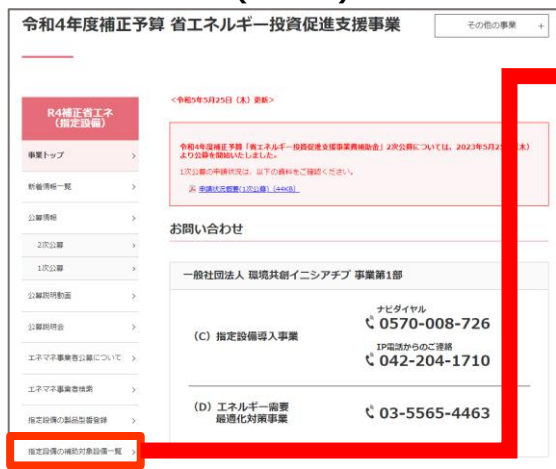 令和4年度補正予算 省エネルギー投資促進支援事業
その他の事業 +
R4補正省エネ
(指定設備)
事業トップ >
新着情報一覧 >
公募情報 >
2次公募 >
1次公募 >
公募説明動画 >
公募説明会 >
エネマネ事業者公募について >
エネマネ事業者検索 >
指定設備の製品型番登録 >
指定設備の補助対象設備一覧 >
<令和5年5月25日(木)更新>
令和4年度補正予算「省エネルギー投資促進支援事業費補助金」2次公募については、2023年5月25 木)
より公募を開始いたしました。
1次公募の申請状況は、以下の資料をご確認ください。
申請状況概要(1次公募)(44KB)
お問い合わせ
一般社団法人 環境共創イニシアチブ 事業第1部
(C)指定設備導入事業
ナビダイヤル
0570-008-726
IP電話からのご連絡
042-204-1710
(D)エネルギー需要
最適化対策事業
03-5565-4463